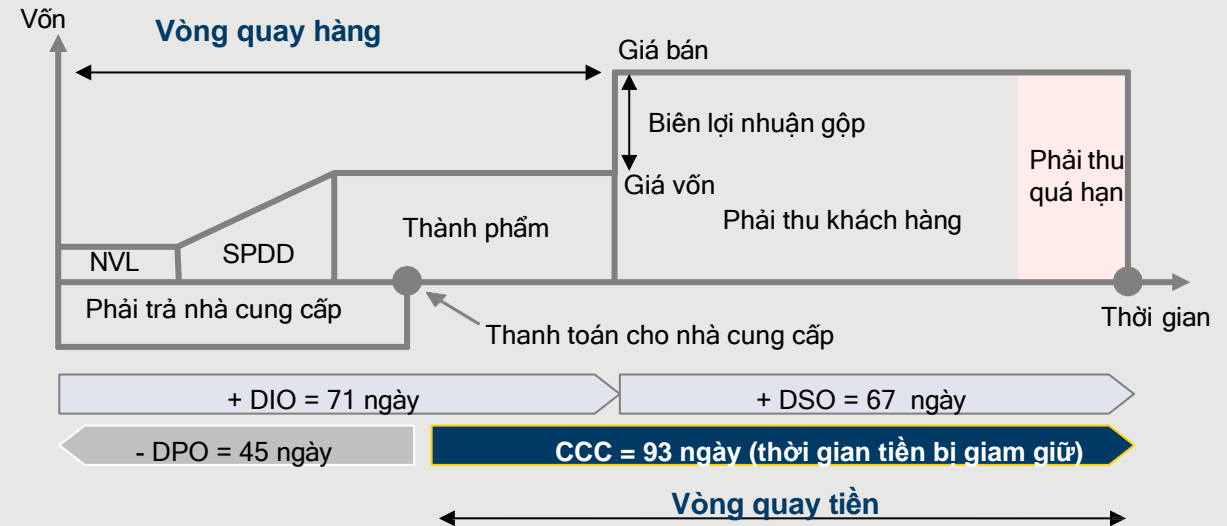 Vốn
Vòng quay hàng
Giá bán
Biên lợi nhuận gộp
Phải thu
quá hạn
Giá vốn
Phải thu khách hàng
Thành phẩm
SPDD
NVL
Phải trả nhà cung cấp
Thanh toán cho nhà cung cấp
Thời gian
+ DIO = 71 ngày
+ DSO = 67 ngày
- DPO = 45 ngày
CCC = 93 ngày (thời gian tiền bị giam giữ)
Vòng quay tiền